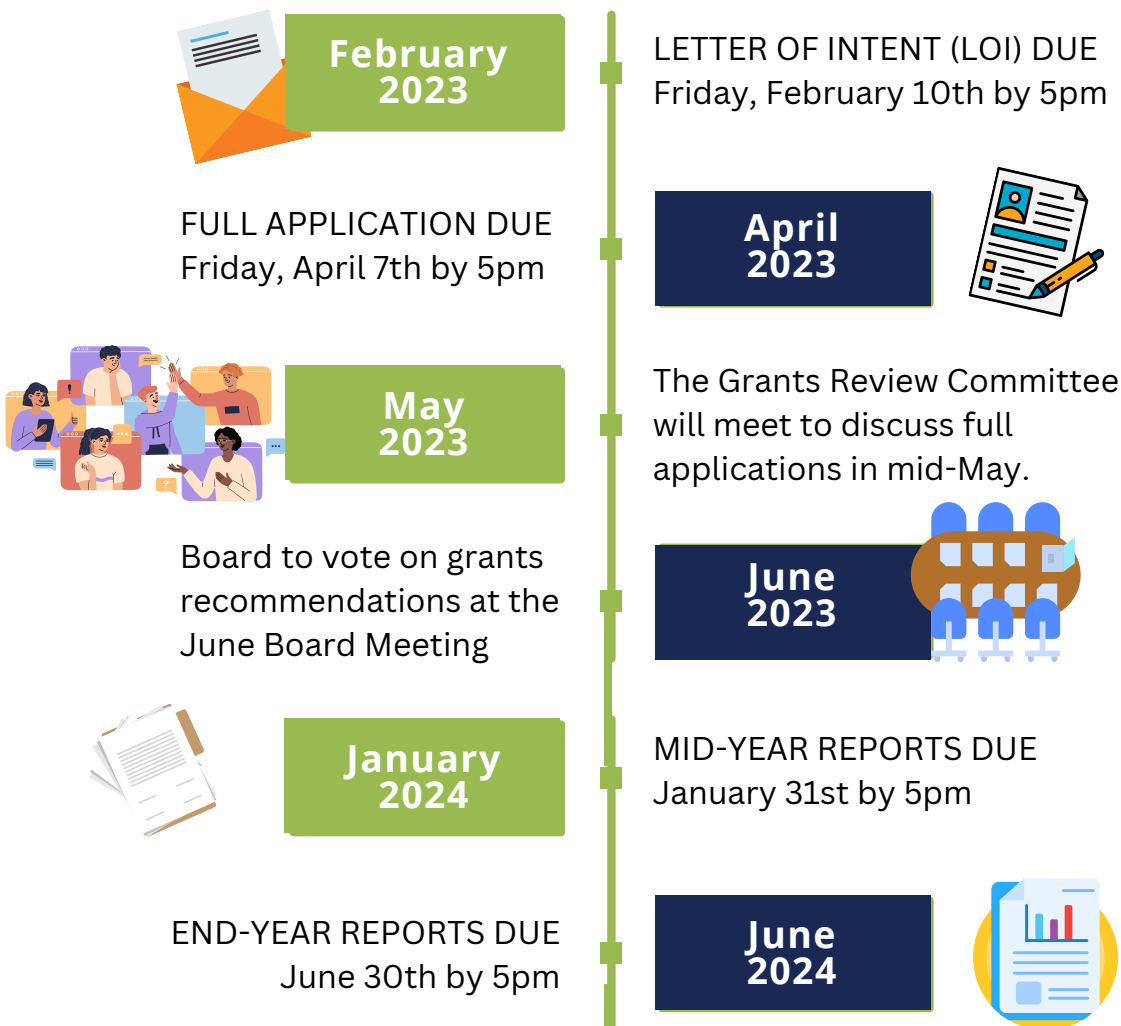 February
2023
LETTER OF INTENT (LOI) DUE
Friday, February 10th by 5pm
FULL APPLICATION DUE
Friday, April 7th by 5pm
April
2023
May
2023
The Grants Review Committee
will meet to discuss full
applications in mid-May.
Board to vote on grants
recommendations at the
June Board Meeting
June
2023
January
2024
MID-YEAR REPORTS DUE
January 31st by 5pm
END-YEAR REPORTS DUE
June 30th by 5pm
June
2024